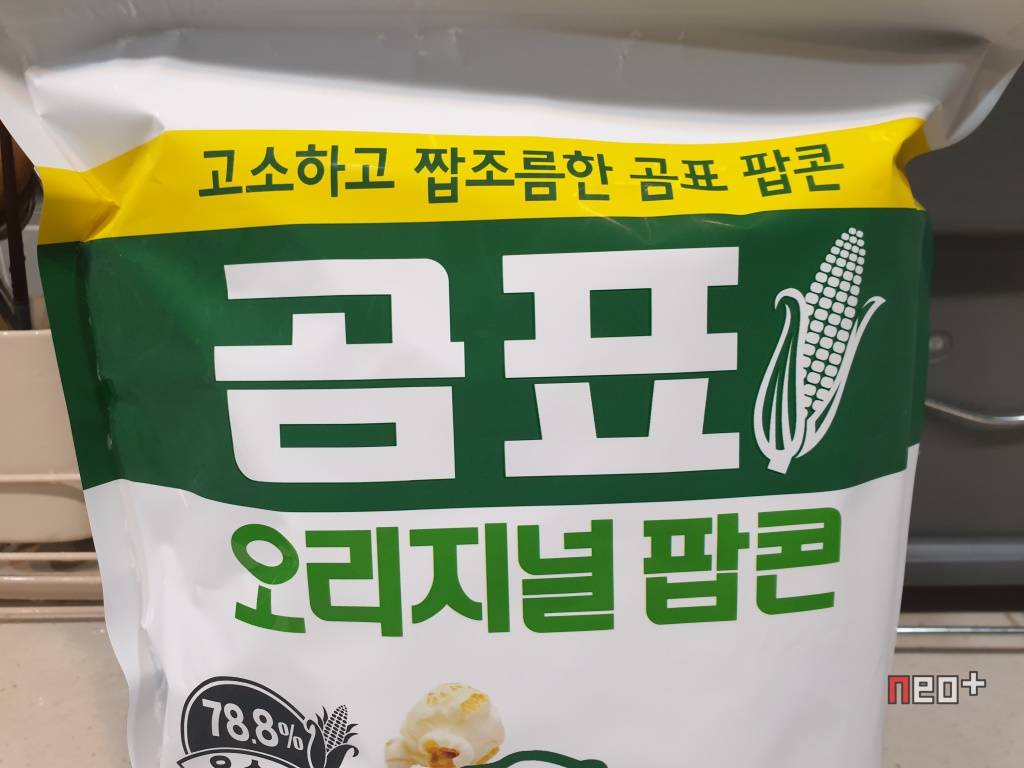 고소하고 짭조름한 곰표 팝콘
곰표
오리지널 팝콘
78.8%
neo+